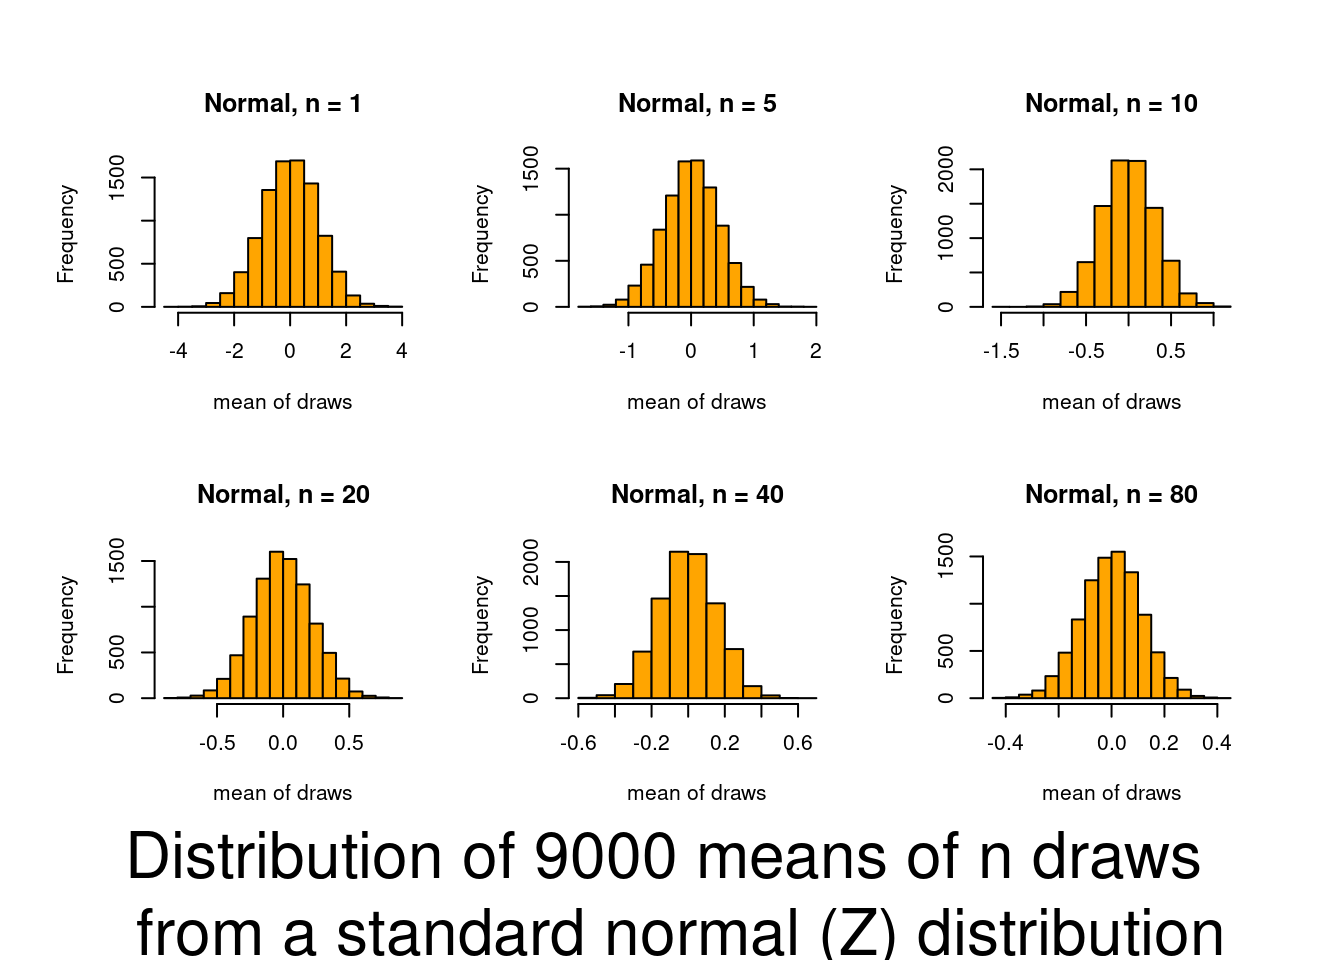 Normal, n = 1
Frequency
0 500 1500
-4 -2 0 2 4
mean of draws
Normal, n = 5
Frequency
0 500 1500
-1 0 1 2
mean of draws
Normal, n = 10
Frequency
0 1000 2000
-1.5 -0.5 0.5
mean of draws
Normal, n = 20
Frequency
0 500 1500
-0.5 0.0 0.5
mean of draws
Normal, n = 40
Frequency
0 1000 2000
-0.6 -0.2 0.2 0.6
mean of draws
Normal, n = 80
Frequency
0 500 1500
-0.4 0.0 0.2 0.4
mean of draws
Distribution of 9000 means of n draws
from a standard normal (Z) distribution